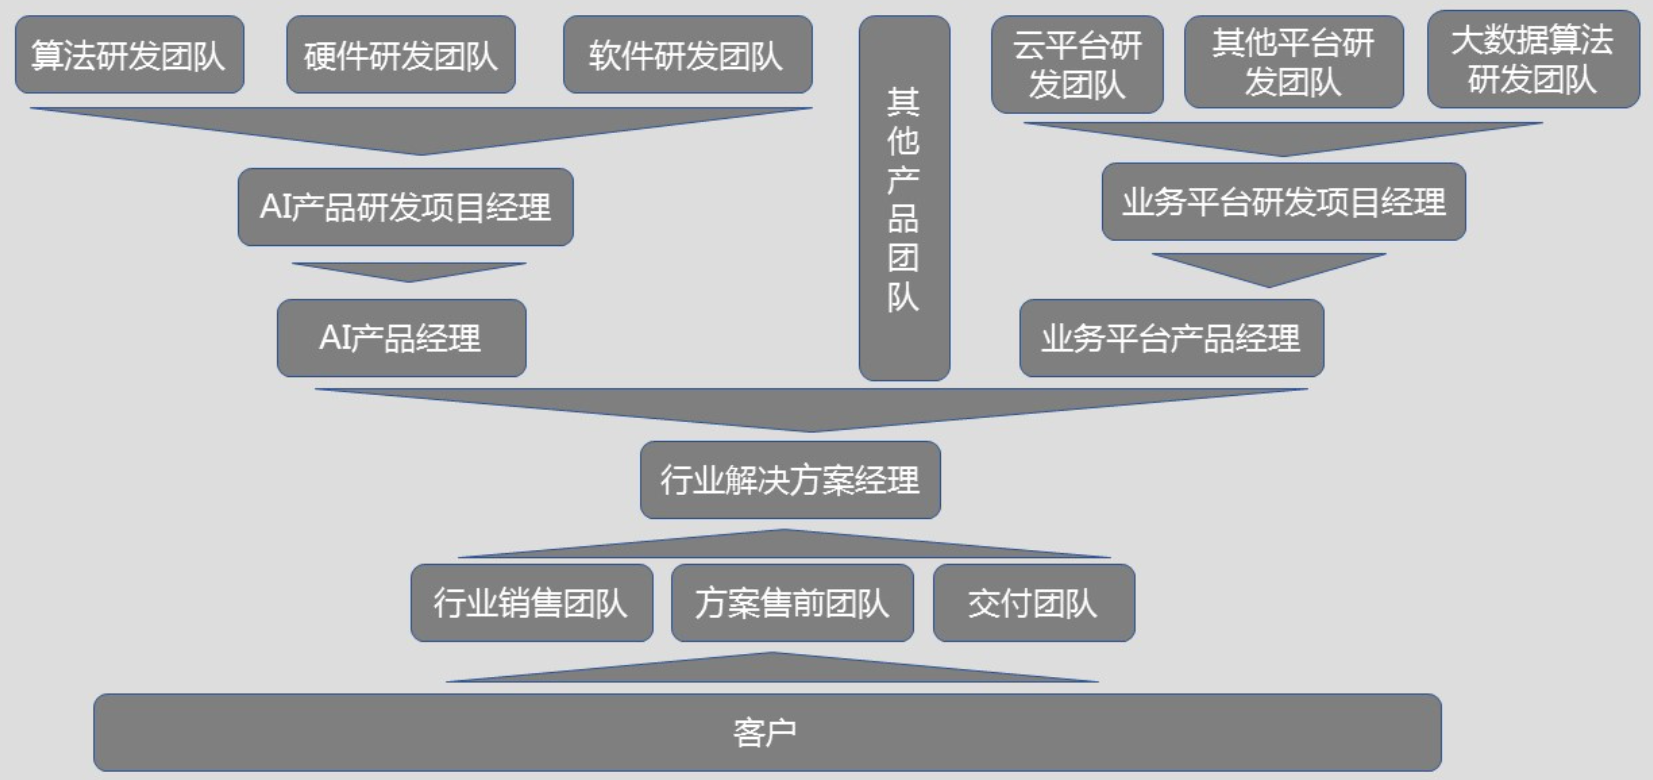 算法研发团队
硬件研发团队
软件研发团队
其他产品团队
云平台研
发团队
其他平台研
发团队
大数据算法
研发团队
AI产品研发项目经理
业务平台研发项目经理
AI产品经理
业务平台产品经理
行业解决方案经理
行业销售团队
方案售前团队
交付团队
客户